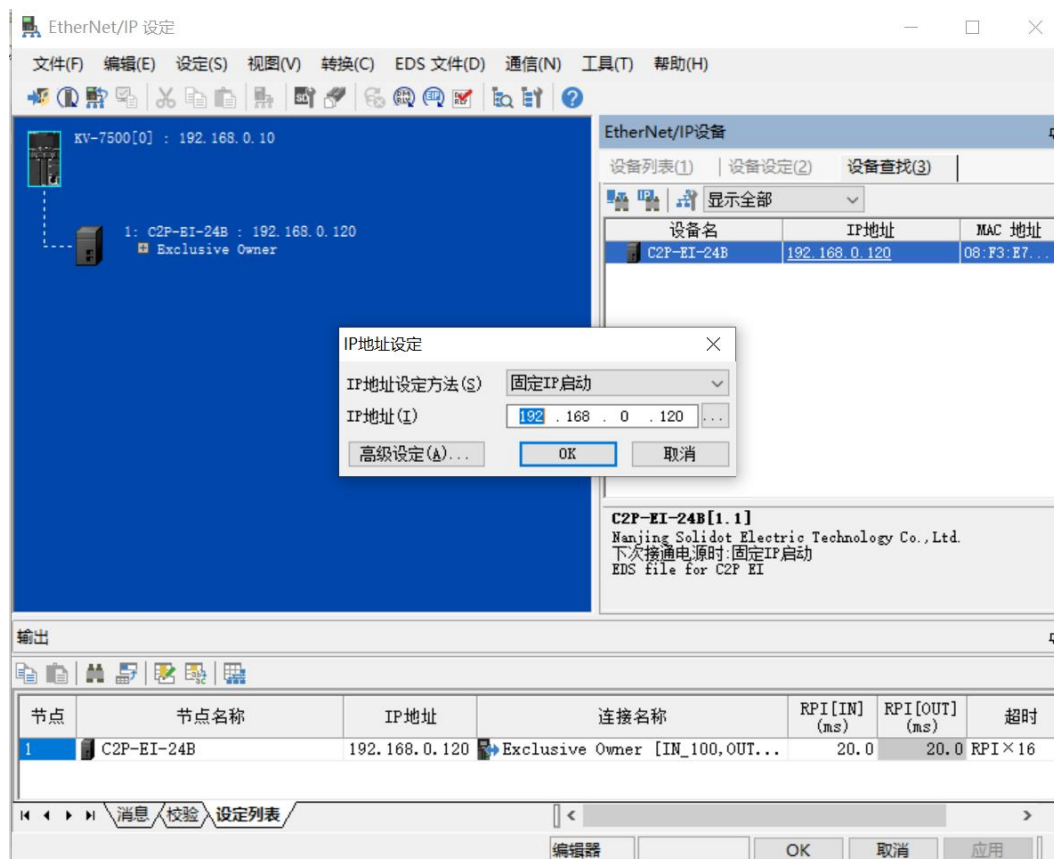 EtherNet/IP 设定
文件(F) 编辑(E) 设定(S) 视图(V) 转换(C) EDS 文件(D) 通信(N) 工具(T) 帮助(H)
KV-7500[0] : 192.168.0.10
1: C2P-EI-24B : 192.168.0.120
Exclusive Owner
EtherNet/IP设备
设备列表(1) 设备设定(2) 设备查找(3)
显示全部
设备名 IP地址 MAC 地址
C2P-EI-24B 192.168.0.120 08:F3:E7...
IP地址设定
IP地址设定方法(S) 固定IP启动
IP地址(I) 192 . 168 . 0 . 120 ...
高级设定(A)... OK 取消
C2P-EI-24B[1.1]
Nanjing Solidot Electric Technology Co.,Ltd.
下次接通电源时:固定IP启动
EDS file for C2P EI
输出
节点 节点名称 IP地址 连接名称 RPI[IN] (ms) RPI[OUT] (ms) 超时
1 C2P-EI-24B 192.168.0.120 Exclusive Owner [IN_100,OUT... 20.0 20.0 RPI×16
消息 校验 设定列表
编辑器 OK 取消 应用